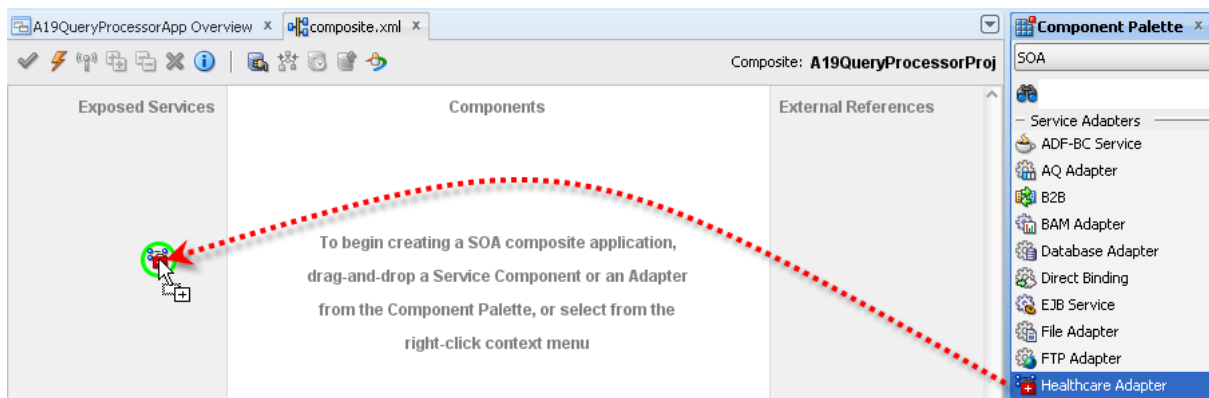 A19QueryProcessorApp Overview
composite.xml
Component Palette
Composite: A19QueryProcessorProj
SOA
Exposed Services
Components
External References
Service Adapters
ADF-BC Service
AQ Adapter
B2B
BAM Adapter
Database Adapter
Direct Binding
EJB Service
File Adapter
FTP Adapter
Healthcare Adapter
To begin creating a SOA composite application,
drag-and-drop a Service Component or an Adapter
from the Component Palette, or select from the
right-click context menu